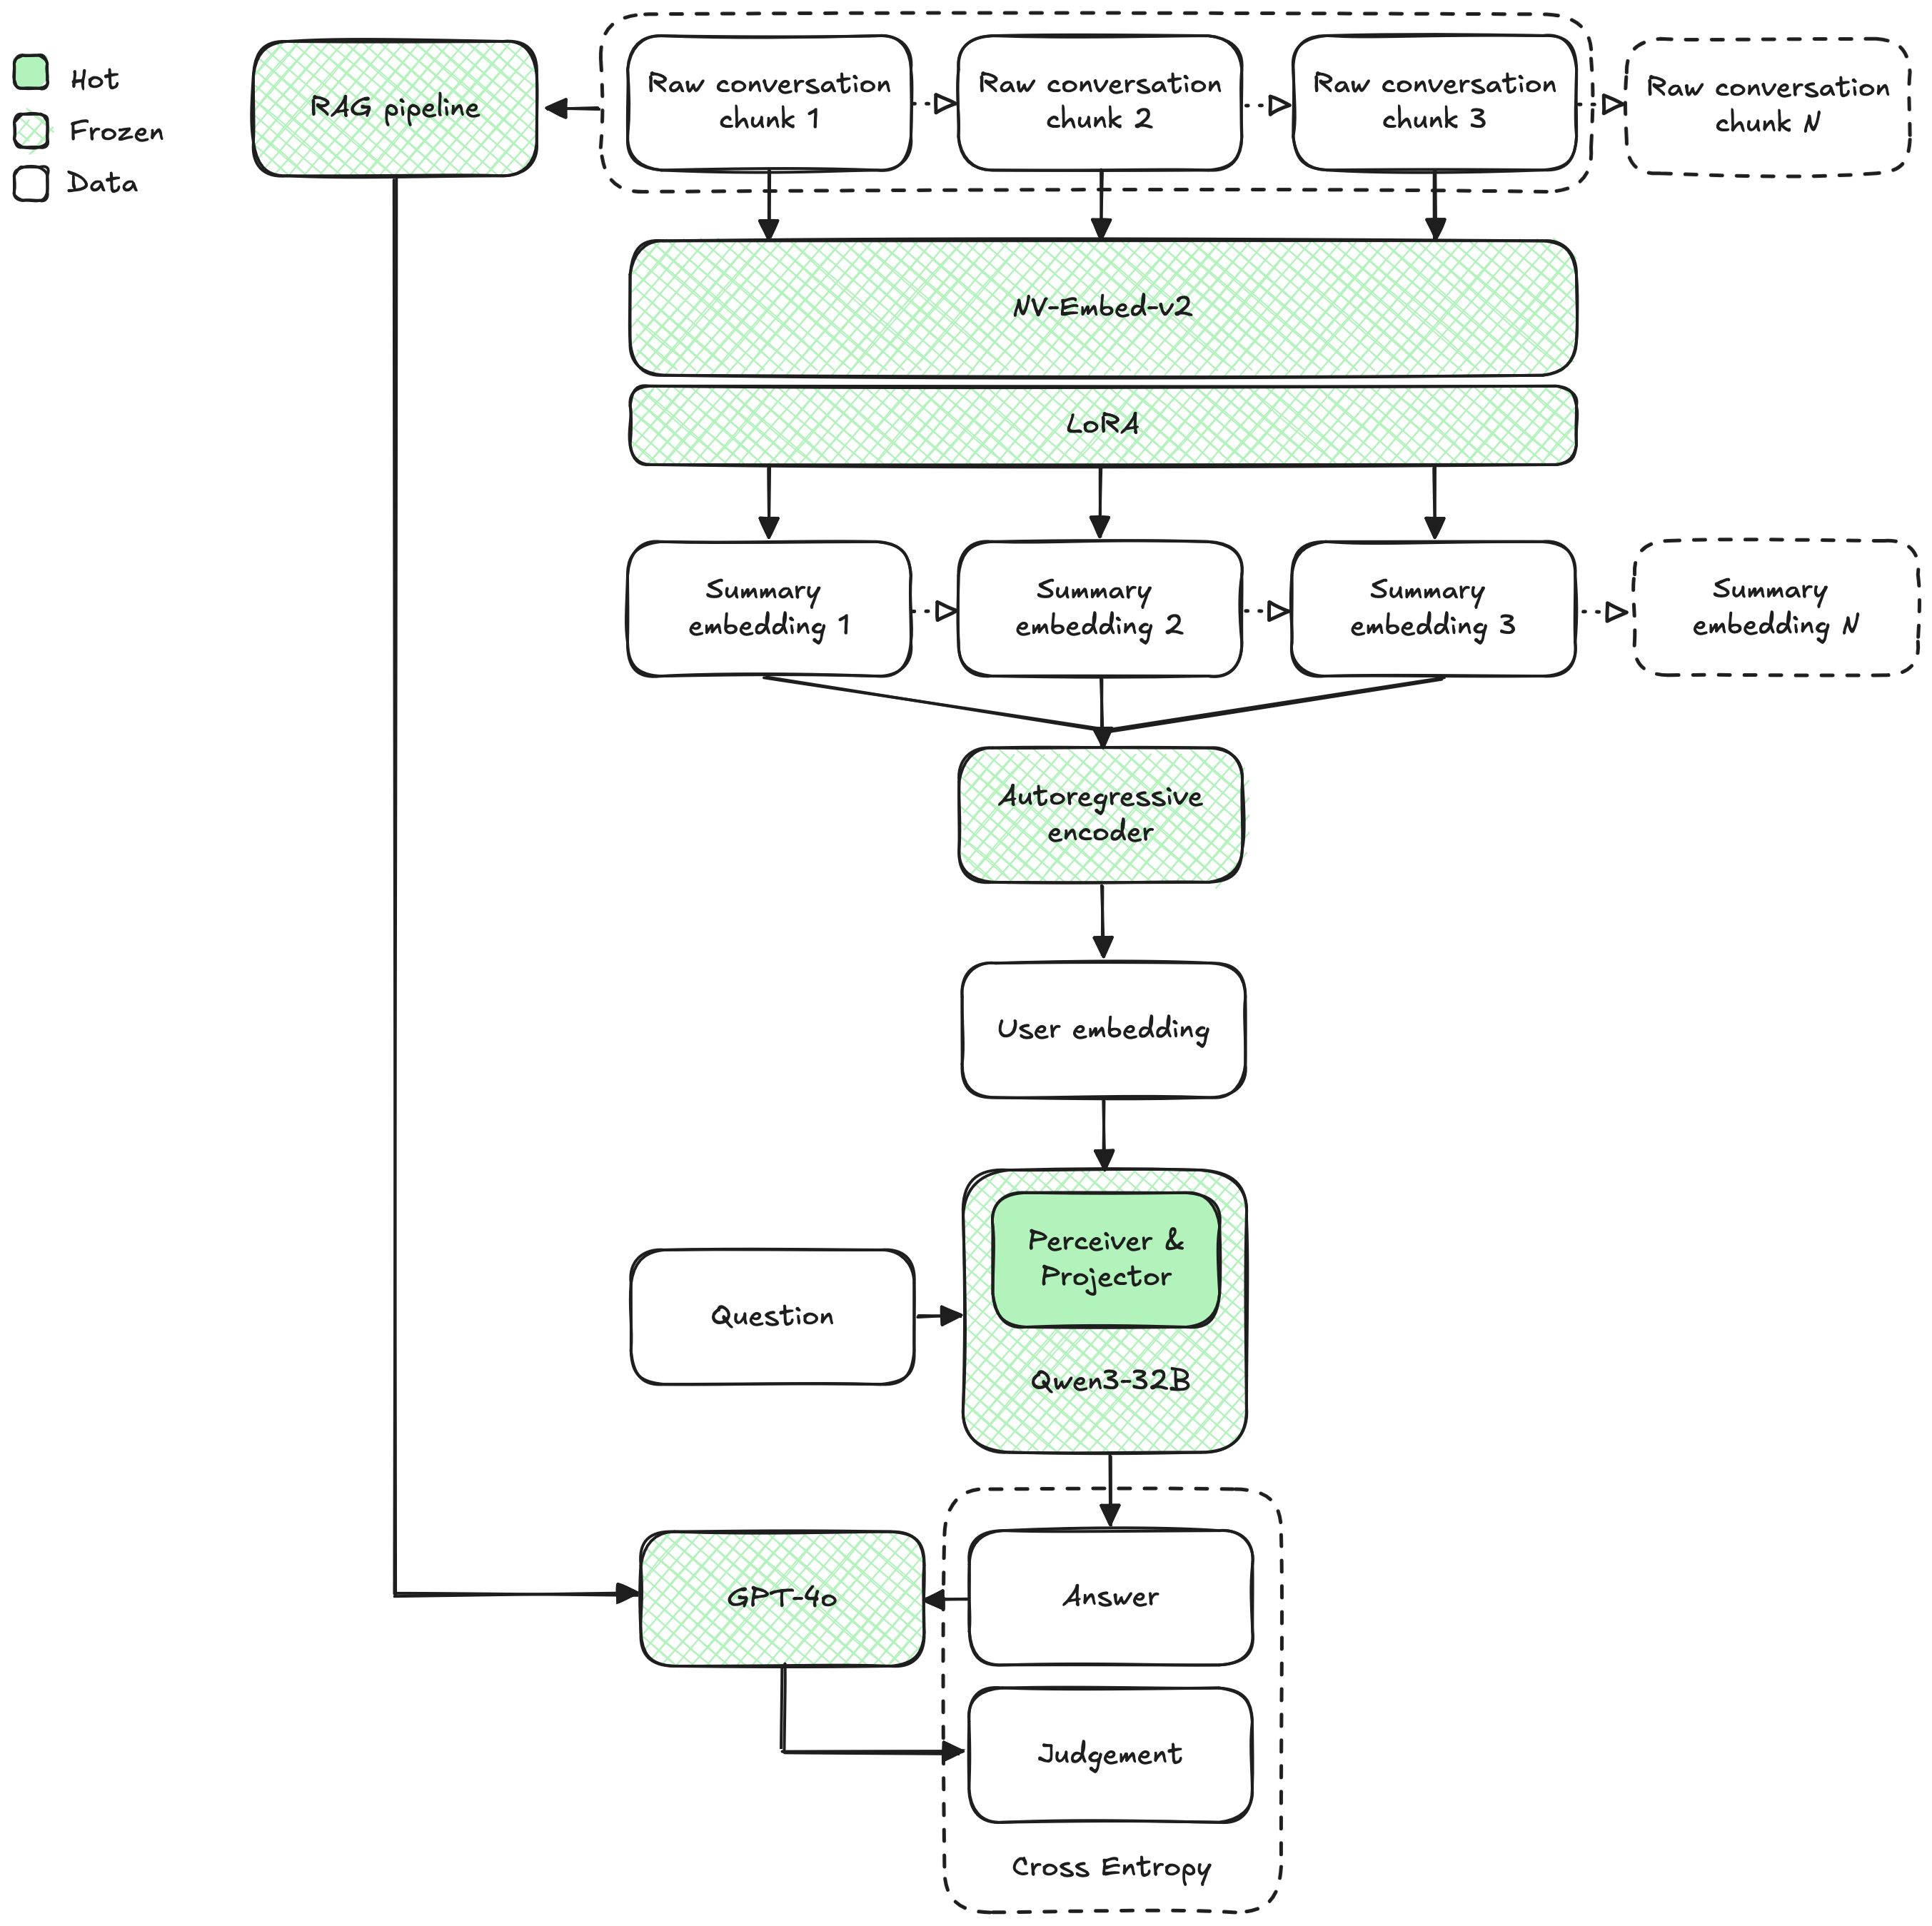 Hot
Frozen
Data
RAG pipeline
Raw conversation
chunk 1
Raw conversation
chunk 2
Raw conversation
chunk 3
Raw conversation
chunk N
NV-Embed-v2
LoRA
Summary
embedding 1
Summary
embedding 2
Summary
embedding 3
Summary
embedding N
Autoregressive
encoder
User embedding
Perceiver &
Projector
Question
Qwen3-32B
GPT-4o
Answer
Judgement
Cross Entropy